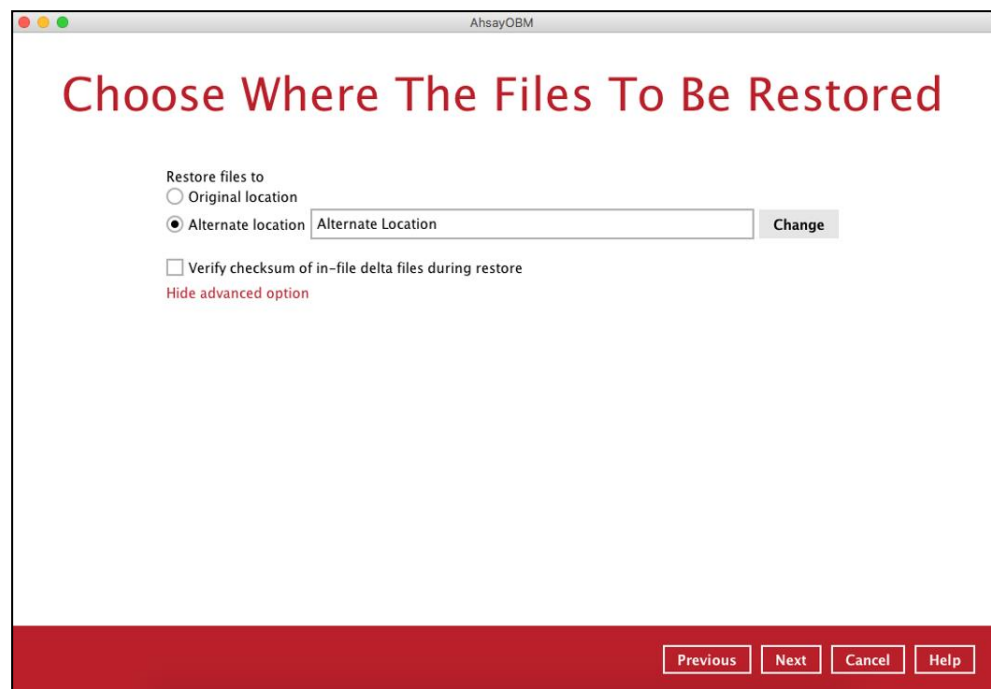 AhsayOBM
Choose Where The Files To Be Restored
Restore files to
Original location
Alternate location Alternate Location Change
Verify checksum of in-file delta files during restore
Hide advanced option
Previous Next Cancel Help